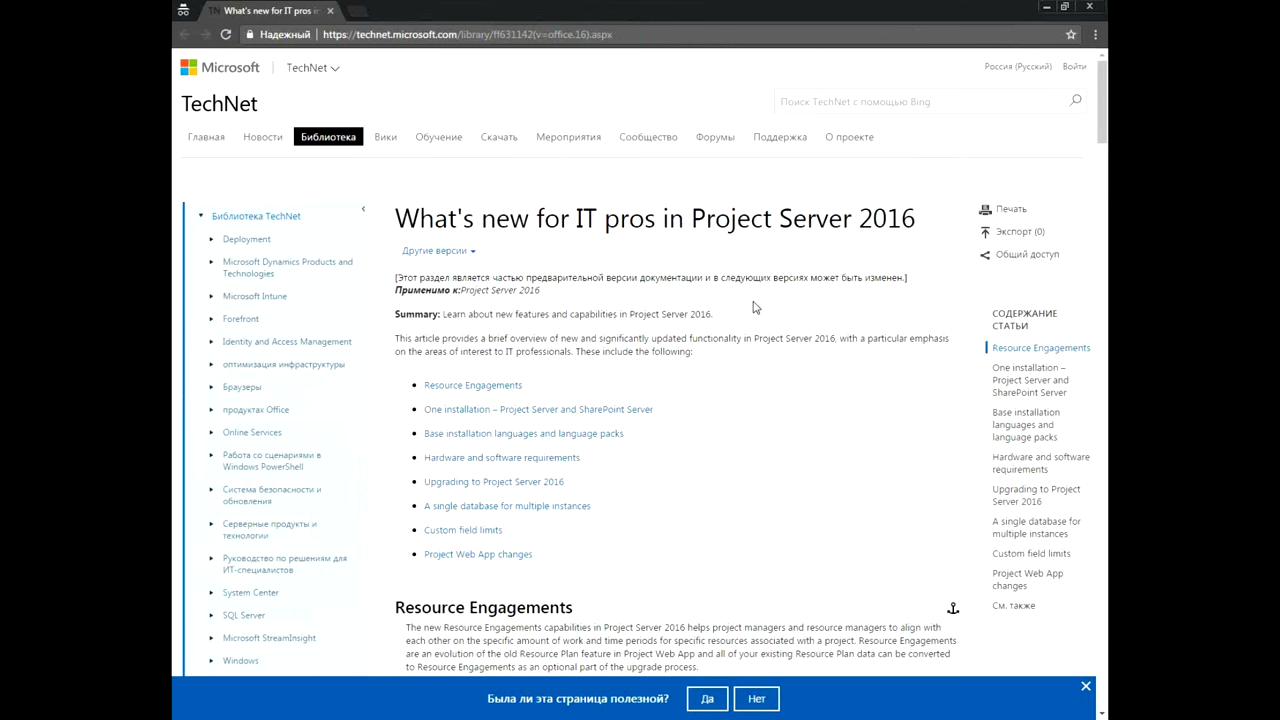 What's new for IT pros in
Надежный
https://technet.microsoft.com/library/ff631142(v=office.16).aspx
Microsoft
TechNet
Россия (Русский)
Войти
TechNet
Поиск TechNet с помощью Bing
Главная
Новости
Библиотека
Вики
Обучение
Скачать
Мероприятия
Сообщество
Форумы
Поддержка
О проекте
Библиотека TechNet
Deployment
Microsoft Dynamics Products and
Technologies
Microsoft Intune
Forefront
Identity and Access Management
оптимизация инфраструктуры
Браузеры
продуктах Office
Online Services
Работа со сценариями в
Windows PowerShell
Система безопасности и
обновления
Серверные продукты и
технологии
Руководство по решениям для
ИТ-специалистов
System Center
SQL Server
Microsoft StreamInsight
Windows
What's new for IT pros in Project Server 2016
Другие версии
[Этот раздел является частью предварительной версии документации и в следующих версиях может быть изменен.]
Применимо к:Project Server 2016
Summary: Learn about new features and capabilities in Project Server 2016.
This article provides a brief overview of new and significantly updated functionality in Project Server 2016, with a particular emphasis
on the areas of interest to IT professionals. These include the following:
Resource Engagements
One installation – Project Server and SharePoint Server
Base installation languages and language packs
Hardware and software requirements
Upgrading to Project Server 2016
A single database for multiple instances
Custom field limits
Project Web App changes
Resource Engagements
The new Resource Engagements capabilities in Project Server 2016 helps project managers and resource managers to align with
each other on the specific amount of work and time periods for specific resources associated with a project. Resource Engagements
are an evolution of the old Resource Plan feature in Project Web App and all of your existing Resource Plan data can be converted
to Resource Engagements as an optional part of the upgrade process.
Печать
Экспорт (0)
Общий доступ
СОДЕРЖАНИЕ
СТАТЬИ
Resource Engagements
One installation –
Project Server and
SharePoint Server
Base installation
languages and
language packs
Hardware and software
requirements
Upgrading to Project
Server 2016
A single database for
multiple instances
Custom field limits
Project Web App
changes
См. также
Была ли эта страница полезной?
Да
Нет